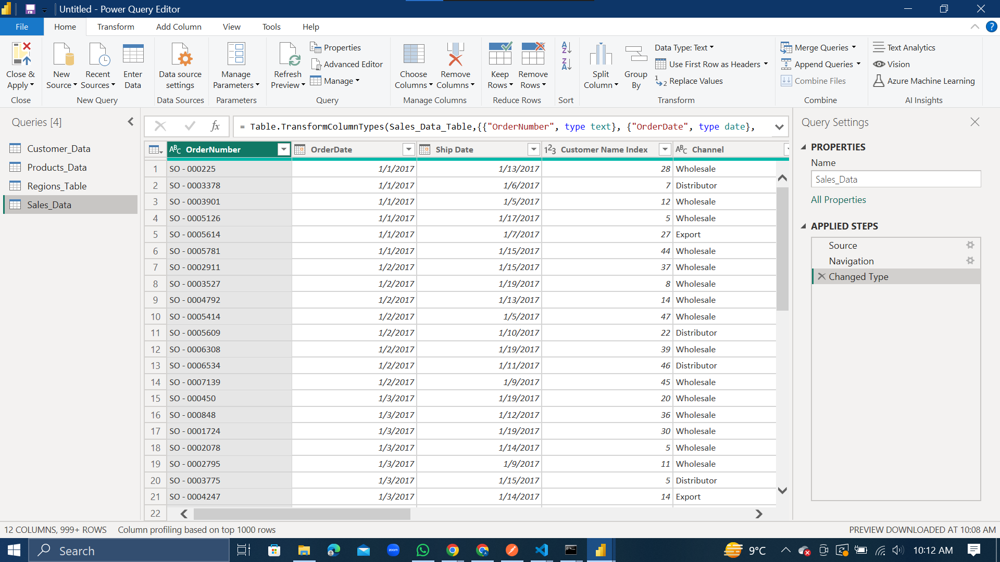 Untitled - Power Query Editor
File Home Transform Add Column View Tools Help
Close & Apply
New Source
Recent Sources
Enter Data
Data source settings
Manage Parameters
Refresh Preview
Properties
Advanced Editor
Manage
Choose Columns
Remove Columns
Keep Rows
Remove Rows
Split Column
Group By
Data Type: Text
Use First Row as Headers
Replace Values
Merge Queries
Append Queries
Combine Files
Text Analytics
Vision
Azure Machine Learning
Close New Query Data Sources Parameters Query Manage Columns Reduce Rows Sort Transform Combine AI Insights
Queries [4]
Customer_Data
Products_Data
Regions_Table
Sales_Data
fx = Table.TransformColumnTypes(Sales_Data_Table,{{"OrderNumber", type text}, {"OrderDate", type date},
OrderNumber OrderDate Ship Date Customer Name Index Channel
1 SO - 000225 1/1/2017 1/13/2017 28 Wholesale
2 SO - 0003378 1/1/2017 1/6/2017 7 Distributor
3 SO - 0003901 1/1/2017 1/5/2017 12 Wholesale
4 SO - 0005126 1/1/2017 1/17/2017 5 Wholesale
5 SO - 0005614 1/1/2017 1/7/2017 27 Export
6 SO - 0005781 1/1/2017 1/15/2017 44 Wholesale
7 SO - 0002911 1/2/2017 1/15/2017 37 Wholesale
8 SO - 0003527 1/2/2017 1/19/2017 8 Wholesale
9 SO - 0004792 1/2/2017 1/13/2017 14 Wholesale
10 SO - 0005414 1/2/2017 1/5/2017 47 Wholesale
11 SO - 0005609 1/2/2017 1/10/2017 22 Distributor
12 SO - 0006308 1/2/2017 1/19/2017 39 Wholesale
13 SO - 0006534 1/2/2017 1/11/2017 46 Distributor
14 SO - 0007139 1/2/2017 1/9/2017 45 Wholesale
15 SO - 000450 1/3/2017 1/19/2017 20 Wholesale
16 SO - 000848 1/3/2017 1/12/2017 36 Wholesale
17 SO - 0001724 1/3/2017 1/19/2017 30 Wholesale
18 SO - 0002078 1/3/2017 1/14/2017 5 Wholesale
19 SO - 0002795 1/3/2017 1/9/2017 11 Wholesale
20 SO - 0003775 1/3/2017 1/15/2017 5 Distributor
21 SO - 0004247 1/3/2017 1/14/2017 14 Export
22
Query Settings
PROPERTIES
Name
Sales_Data
All Properties
APPLIED STEPS
Source
Navigation
Changed Type
12 COLUMNS, 999+ ROWS Column profiling based on top 1000 rows
PREVIEW DOWNLOADED AT 10:08 AM
Search
zoom
9°C
10:12 AM